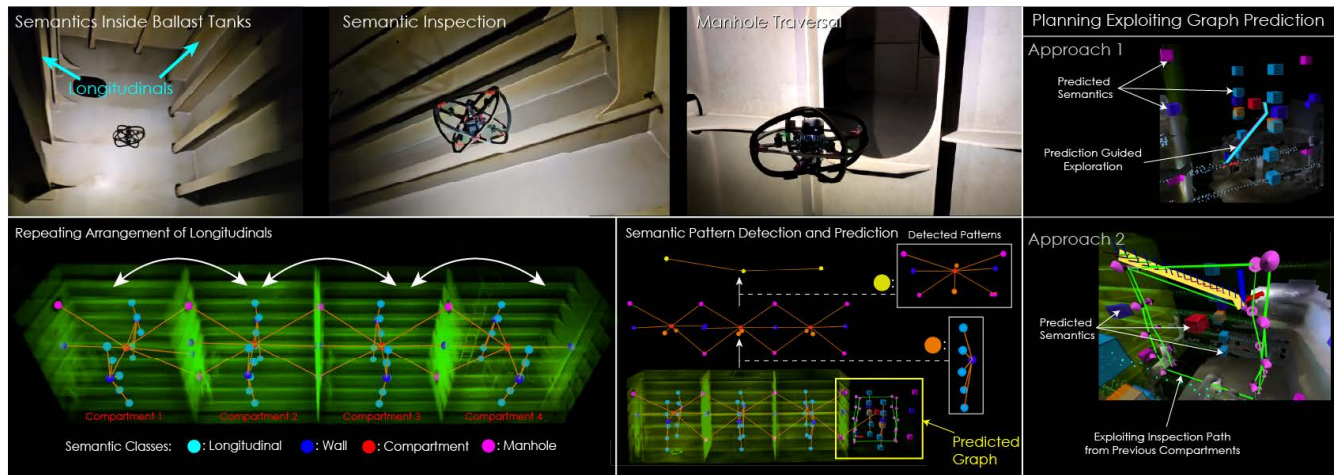 Semantics Inside Ballast Tanks
Longitudinals
Semantic Inspection
Manhole Traversal
Planning Exploiting Graph Prediction
Approach 1
Predicted
Semantics
Prediction Guided
Exploration
Repeating Arrangement of Longitudinals
Compartment 1
Compartment 2
Compartment 3
Compartment 4
Semantic Classes:
: Longitudinal
: Wall
: Compartment
: Manhole
Semantic Pattern Detection and Prediction
Detected Patterns
:
:
Predicted
Graph
Approach 2
Predicted
Semantics
Exploiting Inspection Path
from Previous Compartments